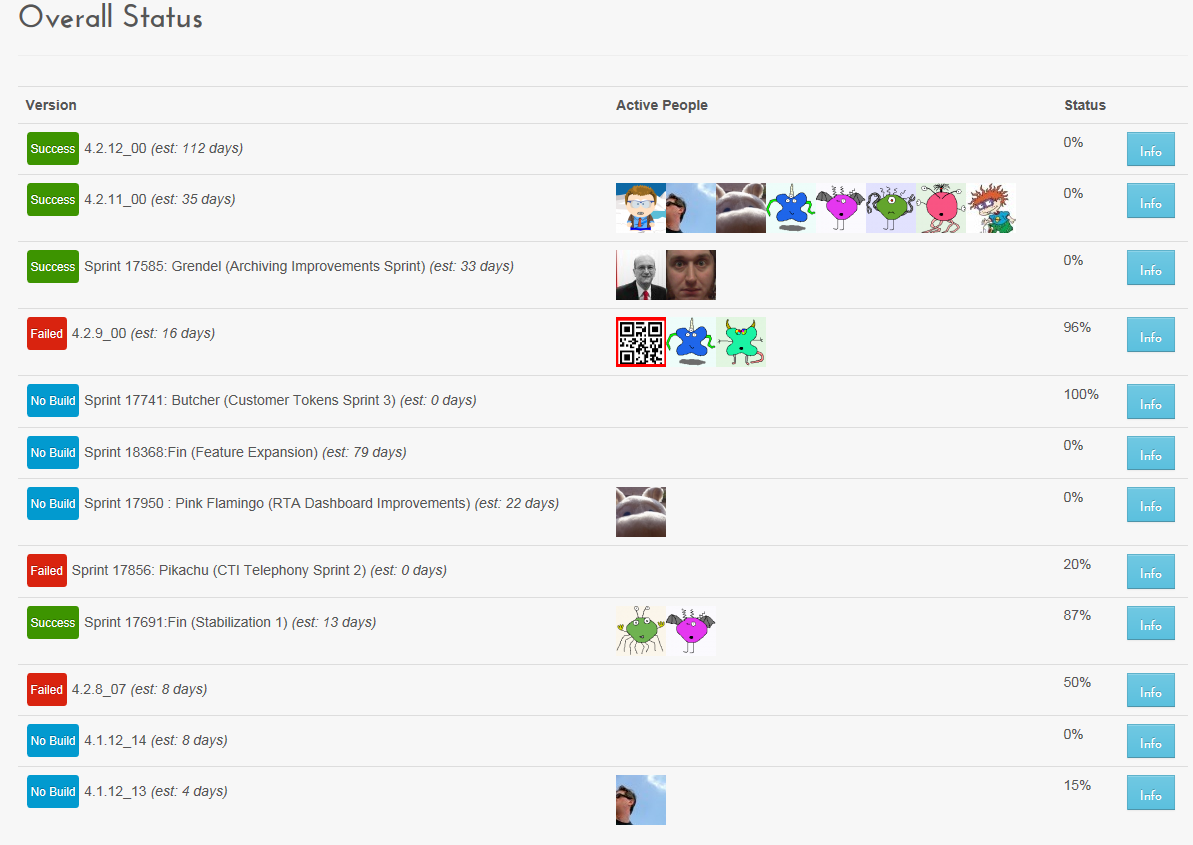 Overall Status
Version Active People Status
Success 4.2.12_00 (est: 112 days) 0% Info
Success 4.2.11_00 (est: 35 days) 0% Info
Success Sprint 17585: Grendel (Archiving Improvements Sprint) (est: 33 days) 0% Info
Failed 4.2.9_00 (est: 16 days) 96% Info
No Build Sprint 17741: Butcher (Customer Tokens Sprint 3) (est: 0 days) 100% Info
No Build Sprint 18368:Fin (Feature Expansion) (est: 79 days) 0% Info
No Build Sprint 17950 : Pink Flamingo (RTA Dashboard Improvements) (est: 22 days) 0% Info
Failed Sprint 17856: Pikachu (CTI Telephony Sprint 2) (est: 0 days) 20% Info
Success Sprint 17691:Fin (Stabilization 1) (est: 13 days) 87% Info
Failed 4.2.8_07 (est: 8 days) 50% Info
No Build 4.1.12_14 (est: 8 days) 0% Info
No Build 4.1.12_13 (est: 4 days) 15% Info